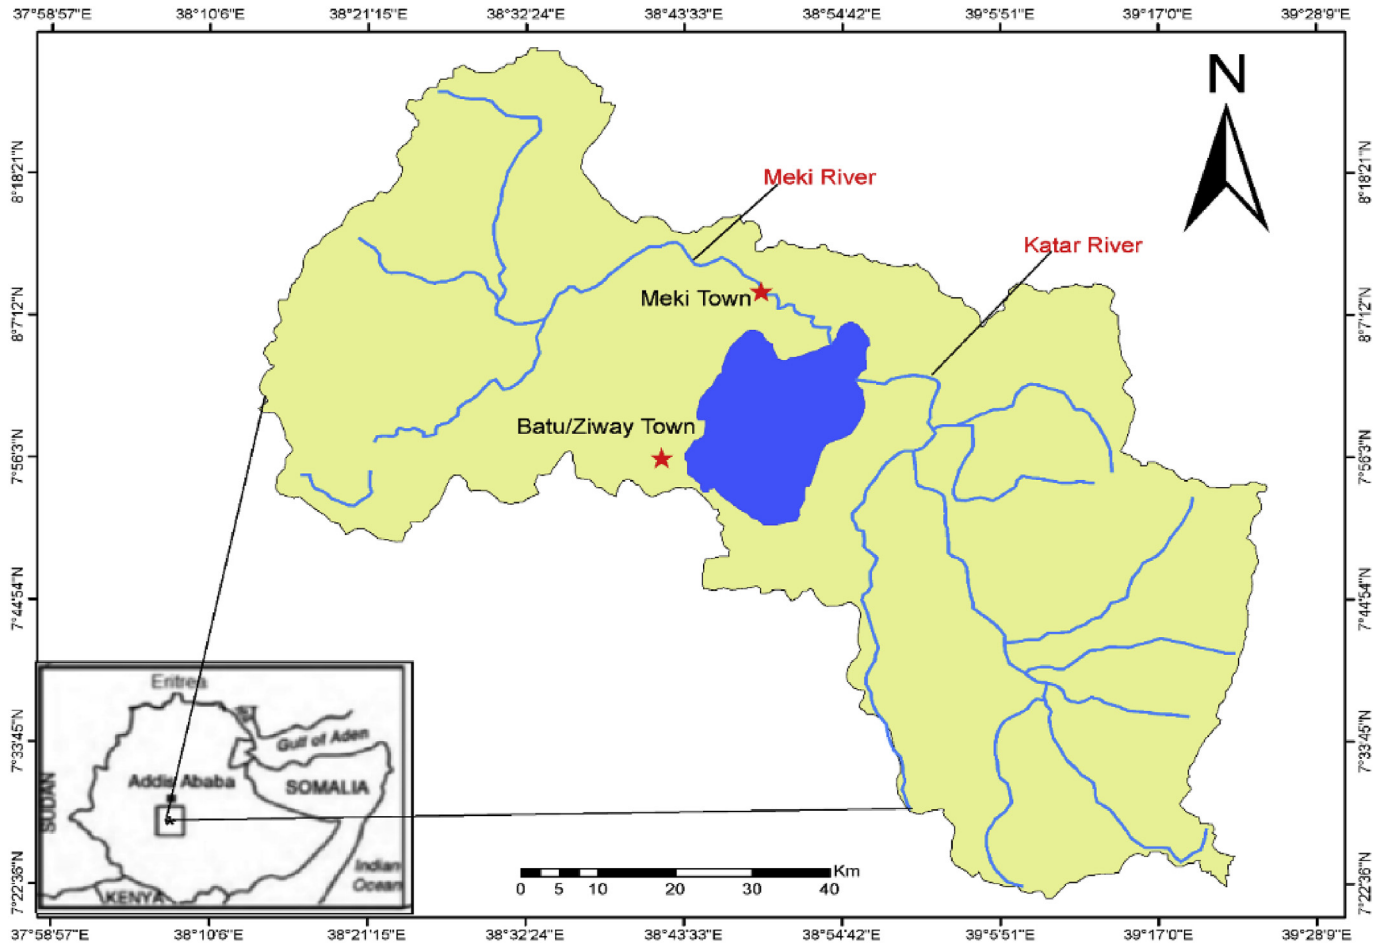 37°58'57"E 38°10'6"E 38°21'15"E 38°32'24"E 38°43'33"E 38°54'42"E 39°5'51"E 39°17'0"E 39°28'9"E
N
8°18'21"N
8°18'21"N
Meki River
Katar River
Meki Town
8°7'12"N
8°7'12"N
Batu/Ziway Town
7°56'3"N
7°56'3"N
7°44'54"N
7°44'54"N
Eritrea
Gulf of Aden
7°33'45"N
7°33'45"N
Addis Ababa
SOMALIA
SUDAN
Indian
Ocean
KENYA
Km
0 5 10 20 30 40
7°22'36"N
7°22'36"N
37°58'57"E 38°10'6"E 38°21'15"E 38°32'24"E 38°43'33"E 38°54'42"E 39°5'51"E 39°17'0"E 39°28'9"E